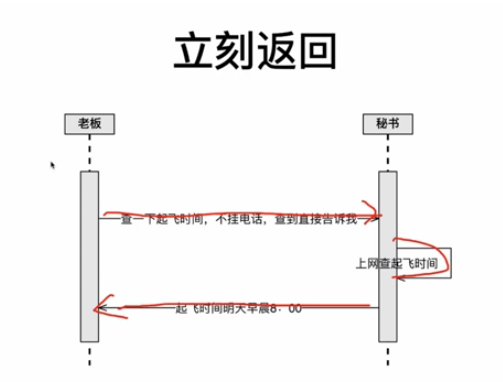 立刻返回
老板
秘书
查一下起飞时间，不挂电话，查到直接告诉我
上网查起飞时间
起飞时间明天早晨8：00